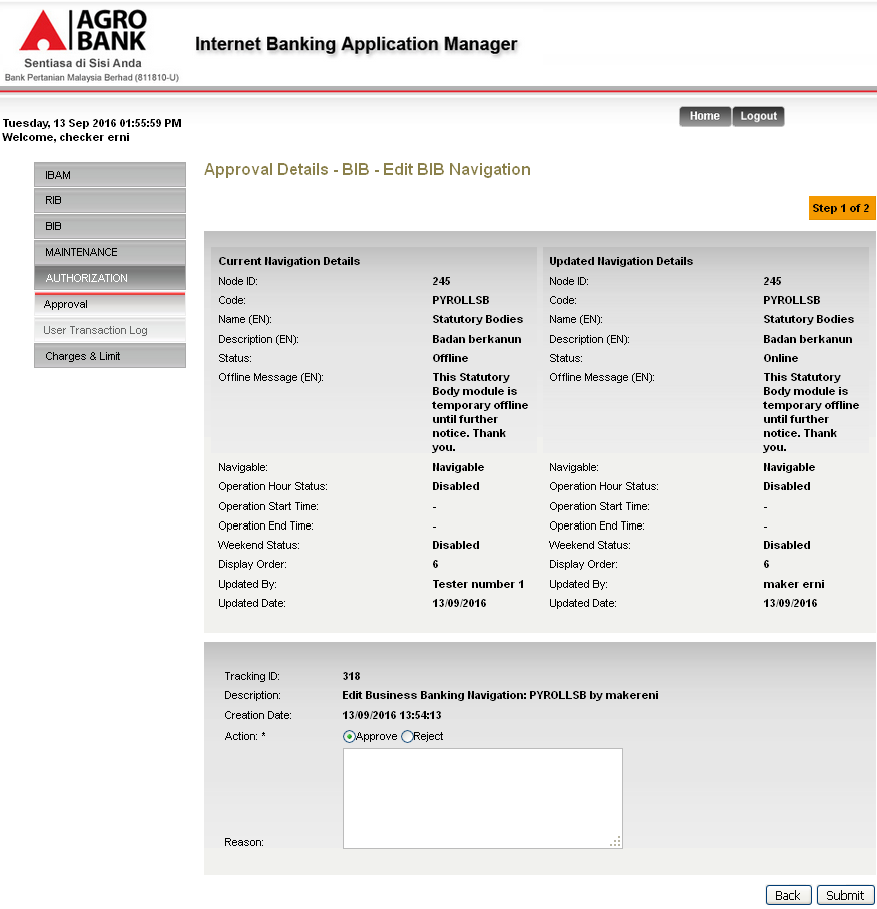 AGRO
BANK
Sentiasa di Sisi Anda
Bank Pertanian Malaysia Berhad (811810-U)
Internet Banking Application Manager
Tuesday, 13 Sep 2016 01:55:59 PM
Welcome, checker erni
Home Logout
IBAM
RIB
BIB
MAINTENANCE
AUTHORIZATION
Approval
User Transaction Log
Charges & Limit
Approval Details - BIB - Edit BIB Navigation
Step 1 of 2
Current Navigation Details
Node ID: 245
Code: PYROLLSB
Name (EN): Statutory Bodies
Description (EN): Badan berkanun
Status: Offline
Offline Message (EN): This Statutory
Body module is
temporary offline
until further
notice. Thank
you.
Navigable: Navigable
Operation Hour Status: Disabled
Operation Start Time: -
Operation End Time: -
Weekend Status: Disabled
Display Order: 6
Updated By: Tester number 1
Updated Date: 13/09/2016
Updated Navigation Details
Node ID: 245
Code: PYROLLSB
Name (EN): Statutory Bodies
Description (EN): Badan berkanun
Status: Online
Offline Message (EN): This Statutory
Body module is
temporary offline
until further
notice. Thank
you.
Navigable: Navigable
Operation Hour Status: Disabled
Operation Start Time: -
Operation End Time: -
Weekend Status: Disabled
Display Order: 6
Updated By: maker erni
Updated Date: 13/09/2016
Tracking ID: 318
Description: Edit Business Banking Navigation: PYROLLSB by makereni
Creation Date: 13/09/2016 13:54:13
Action: * Approve Reject
Reason:
Back Submit